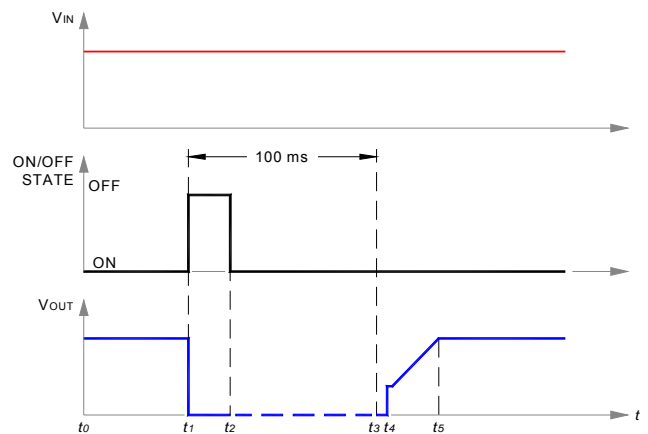 VIN
100 ms
ON/OFF
STATE
OFF
ON
VOUT
t0 t1 t2 t3 t4 t5 t